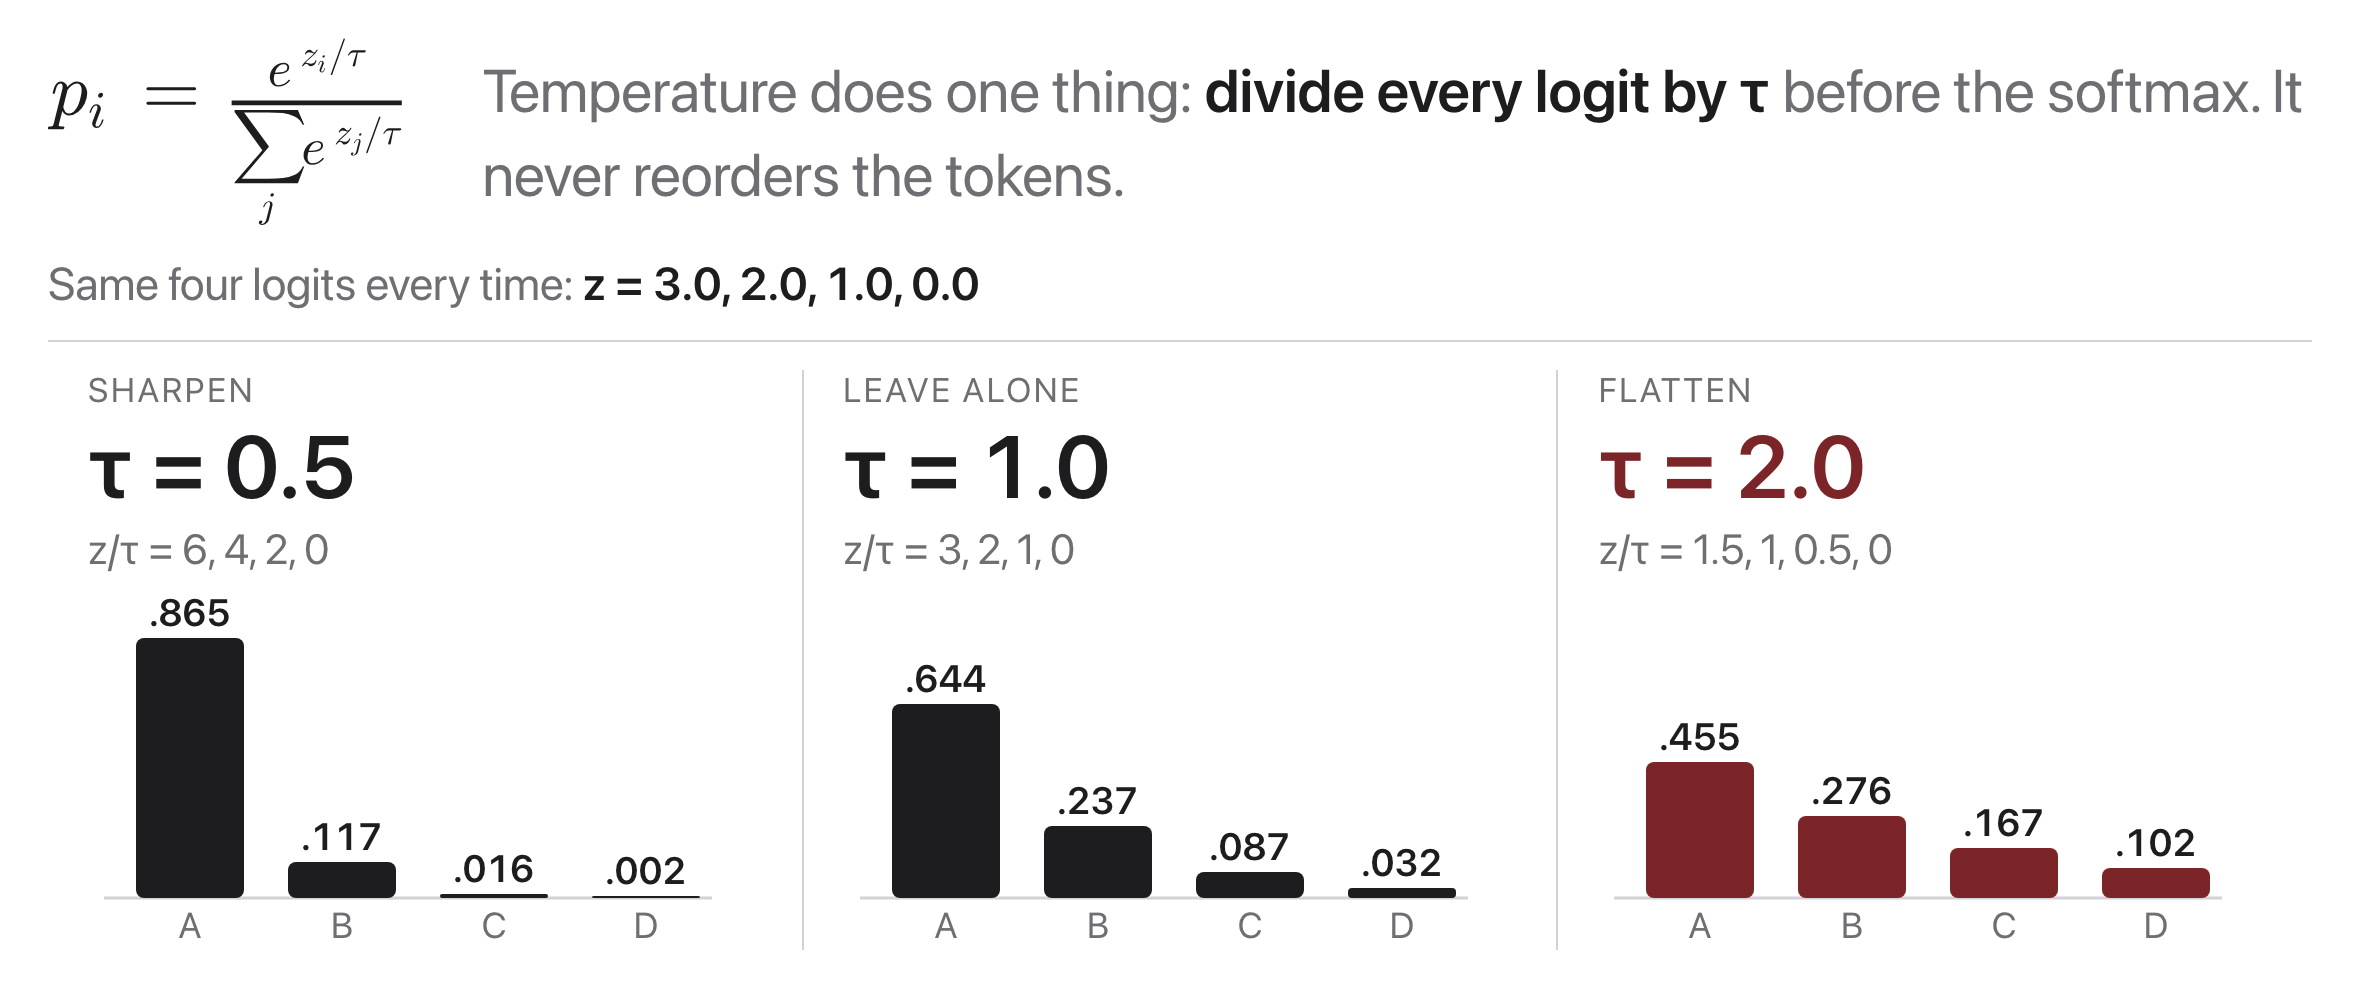 p_i = e^{z_i/τ} / ∑_j e^{z_j/τ}
Temperature does one thing: divide every logit by τ before the softmax. It
never reorders the tokens.
Same four logits every time: z = 3.0, 2.0, 1.0, 0.0
SHARPEN
τ = 0.5
z/τ = 6, 4, 2, 0
.865
.117
.016
.002
A B C D
LEAVE ALONE
τ = 1.0
z/τ = 3, 2, 1, 0
.644
.237
.087
.032
A B C D
FLATTEN
τ = 2.0
z/τ = 1.5, 1, 0.5, 0
.455
.276
.167
.102
A B C D